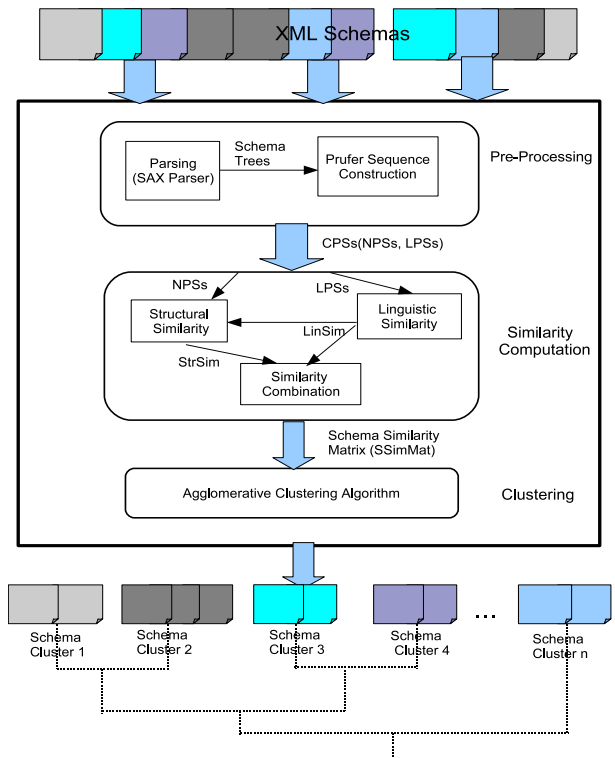 XML Schemas
Pre-Processing
Parsing
(SAX Parser)
Schema
Trees
Prufer Sequence
Construction
CPSs(NPSs, LPSs)
NPSs
LPSs
Structural
Similarity
LinSim
Linguistic
Similarity
Similarity
Computation
StrSim
Similarity
Combination
Schema Similarity
Matrix (SSimMat)
Agglomerative Clustering Algorithm
Clustering
Schema
Cluster 1
Schema
Cluster 2
Schema
Cluster 3
Schema
Cluster 4
...
Schema
Cluster n